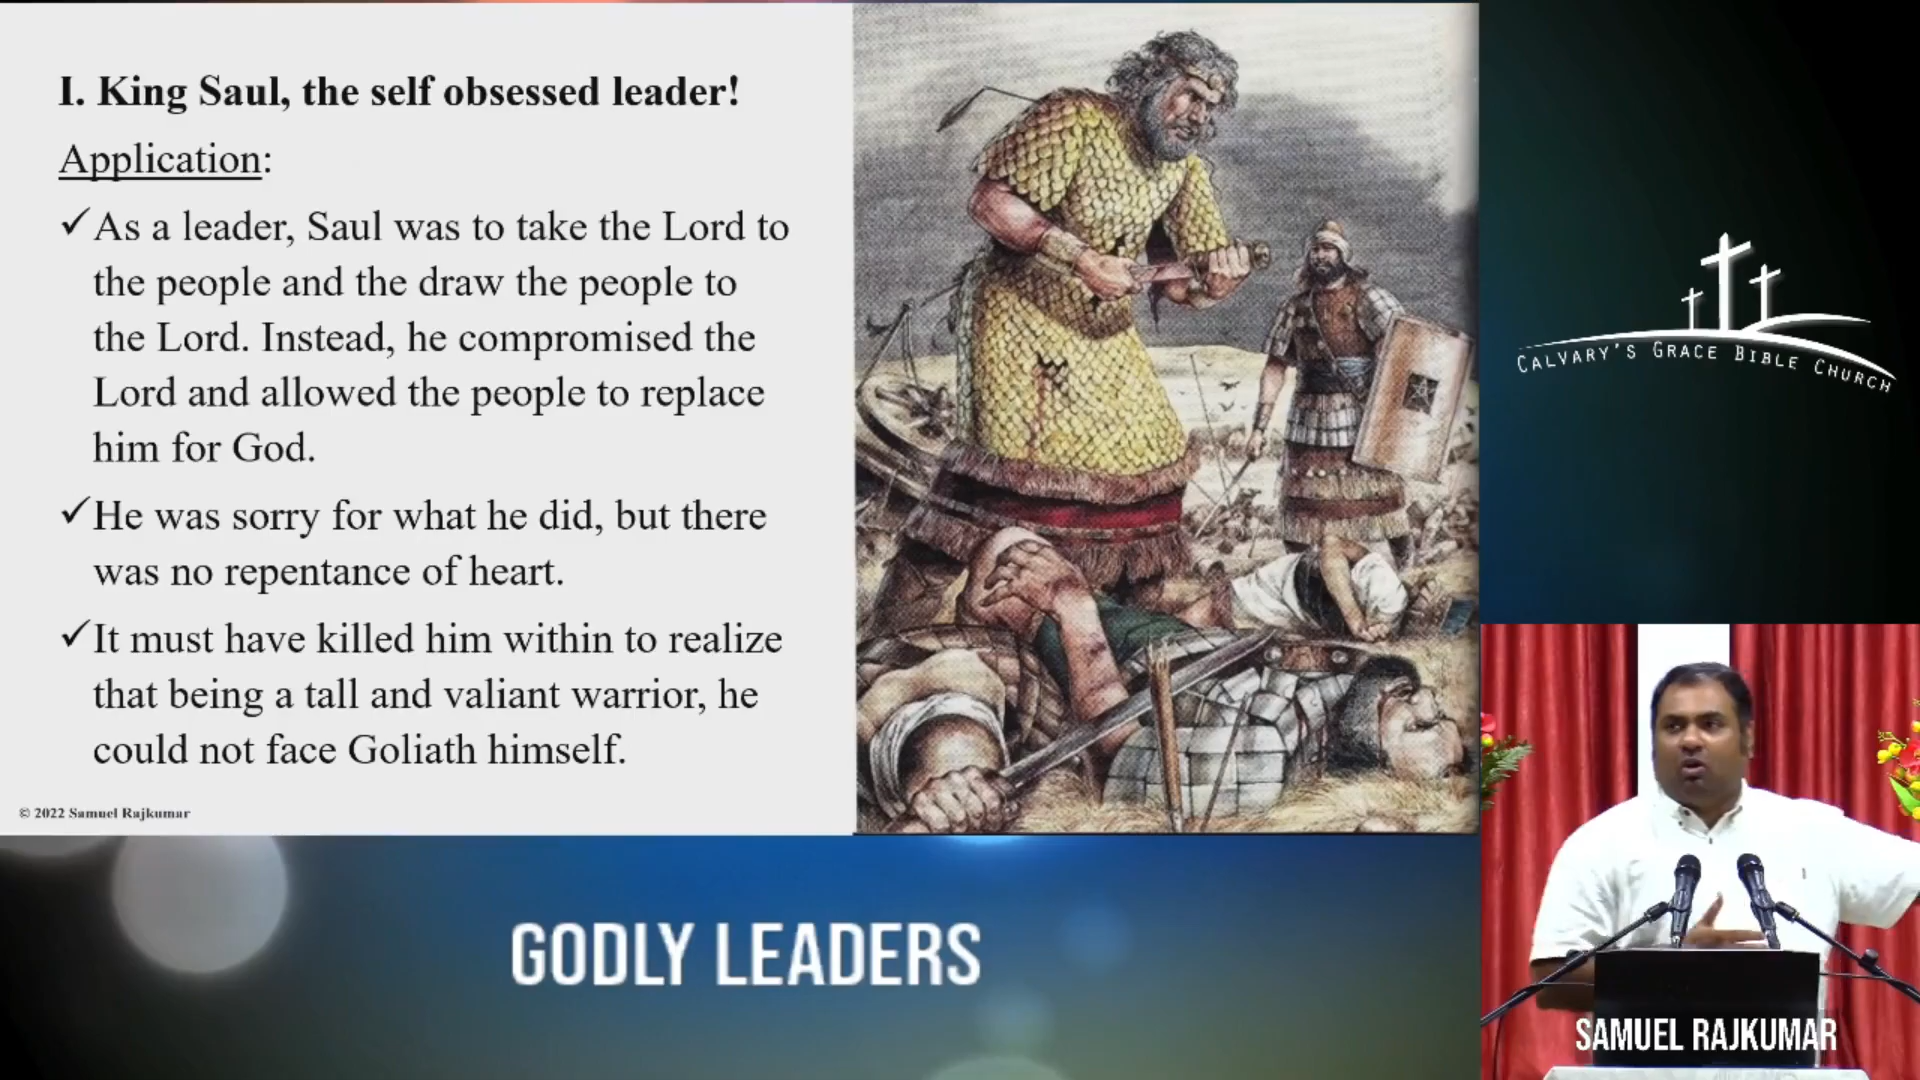 I. King Saul, the self obsessed leader!
Application:
✓As a leader, Saul was to take the Lord to
the people and the draw the people to
the Lord. Instead, he compromised the
Lord and allowed the people to replace
him for God.
✓He was sorry for what he did, but there
was no repentance of heart.
✓It must have killed him within to realize
that being a tall and valiant warrior, he
could not face Goliath himself.
© 2022 Samuel Rajkumar
CALVARY'S GRACE BIBLE CHURCH
GODLY LEADERS
SAMUEL RAJKUMAR